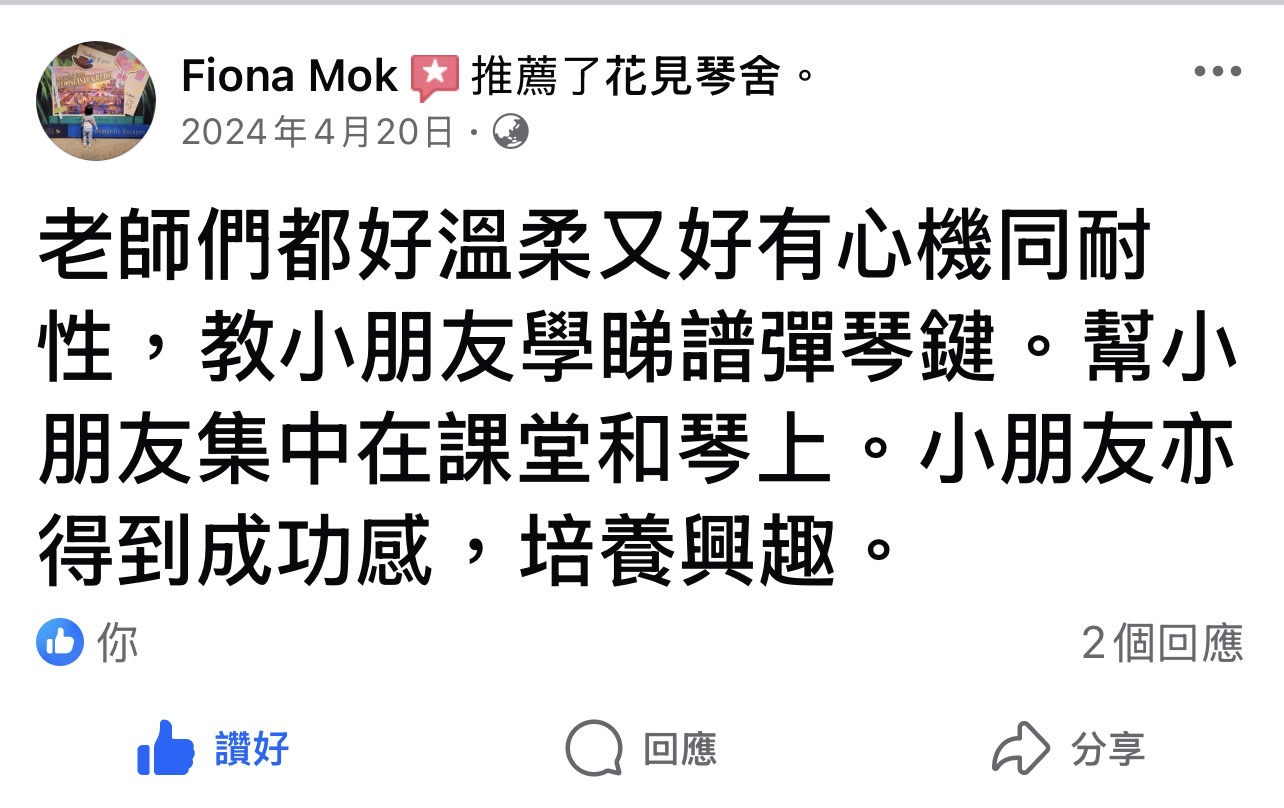 Fiona Mok 推薦了花見琴舍。
2024年4月20日 ·
老師們都好溫柔又好有心機同耐
性，教小朋友學睇譜彈琴鍵。幫小
朋友集中在課堂和琴上。小朋友亦
得到成功感，培養興趣。
你 2個回應
讚好 回應 分享